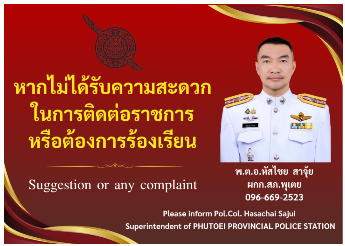 หากไม่ได้รับความสะดวก
ในการติดต่อราชการ
หรือต้องการร้องเรียน
Suggestion or any complaint
พ.ต.อ.หัสไชย สาจุ้ย
ผกก.สภ.พุเตย
096-669-2523
Please inform Pol.Col. Hasachai Sajui
Superintendent of PHUTOEI PROVINCIAL POLICE STATION